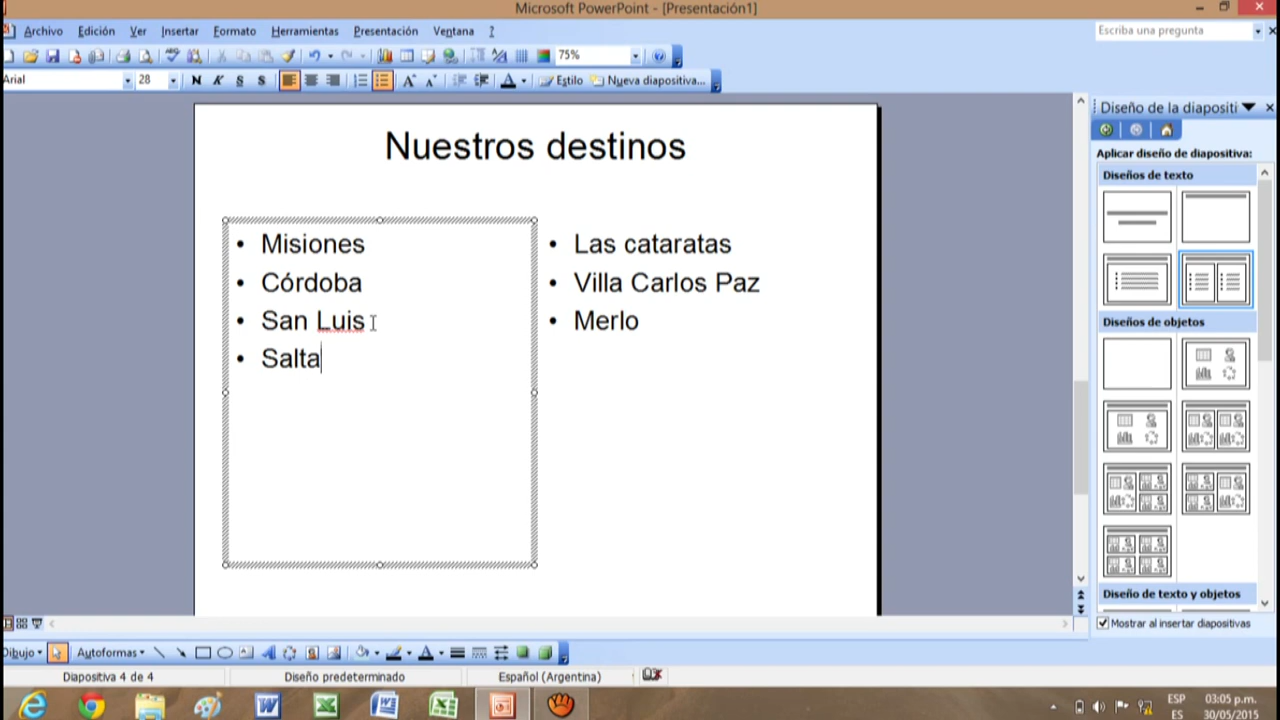 Microsoft PowerPoint - [Presentación1]
Archivo Edición Ver Insertar Formato Herramientas Presentación Ventana ?
Escriba una pregunta
75%
Arial 28 N K S S Estilo Nueva diapositiva...
Nuestros destinos
• Misiones
• Córdoba
• San Luis
• Salta
• Las cataratas
• Villa Carlos Paz
• Merlo
Diseño de la diapositi
Aplicar diseño de diapositiva:
Diseños de texto
Diseños de objetos
Diseño de texto y objetos
Mostrar al insertar diapositivas
Dibujo Autoformas
Diapositiva 4 de 4 Diseño predeterminado Español (Argentina)
ESP 03:05 p.m.
ES 30/05/2015